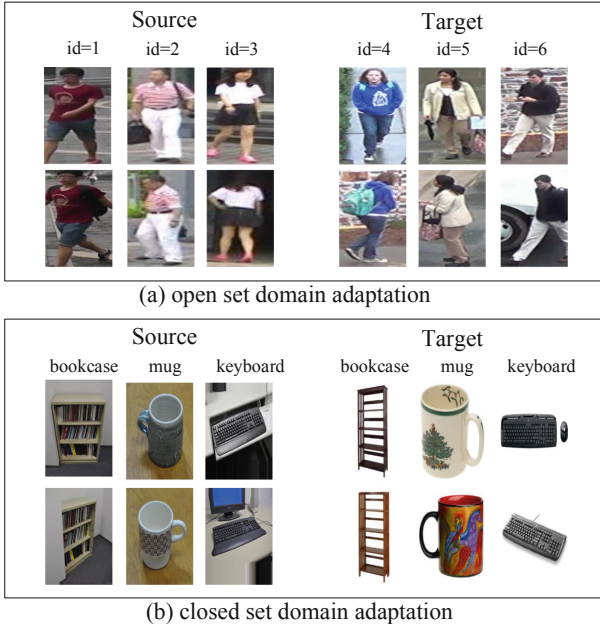 Source Target
id=1 id=2 id=3 id=4 id=5 id=6
(a) open set domain adaptation
Source Target
bookcase mug keyboard bookcase mug keyboard
(b) closed set domain adaptation